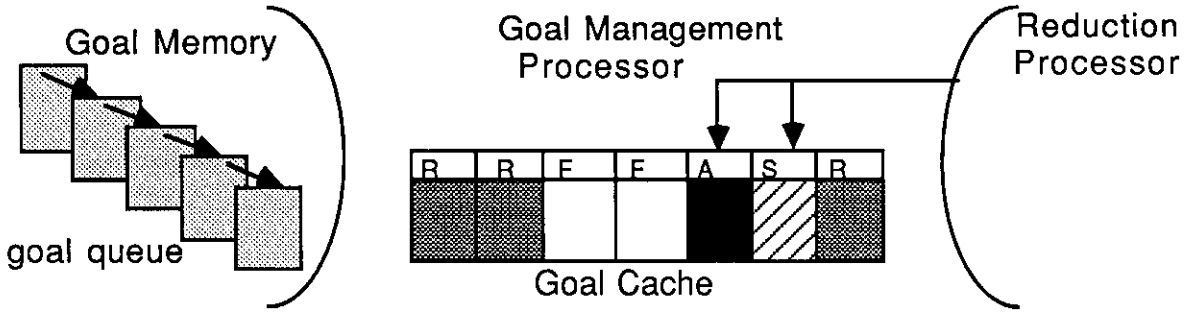 Goal Memory
goal queue
Goal Management
Processor
R R F F A S R
Goal Cache
Reduction
Processor